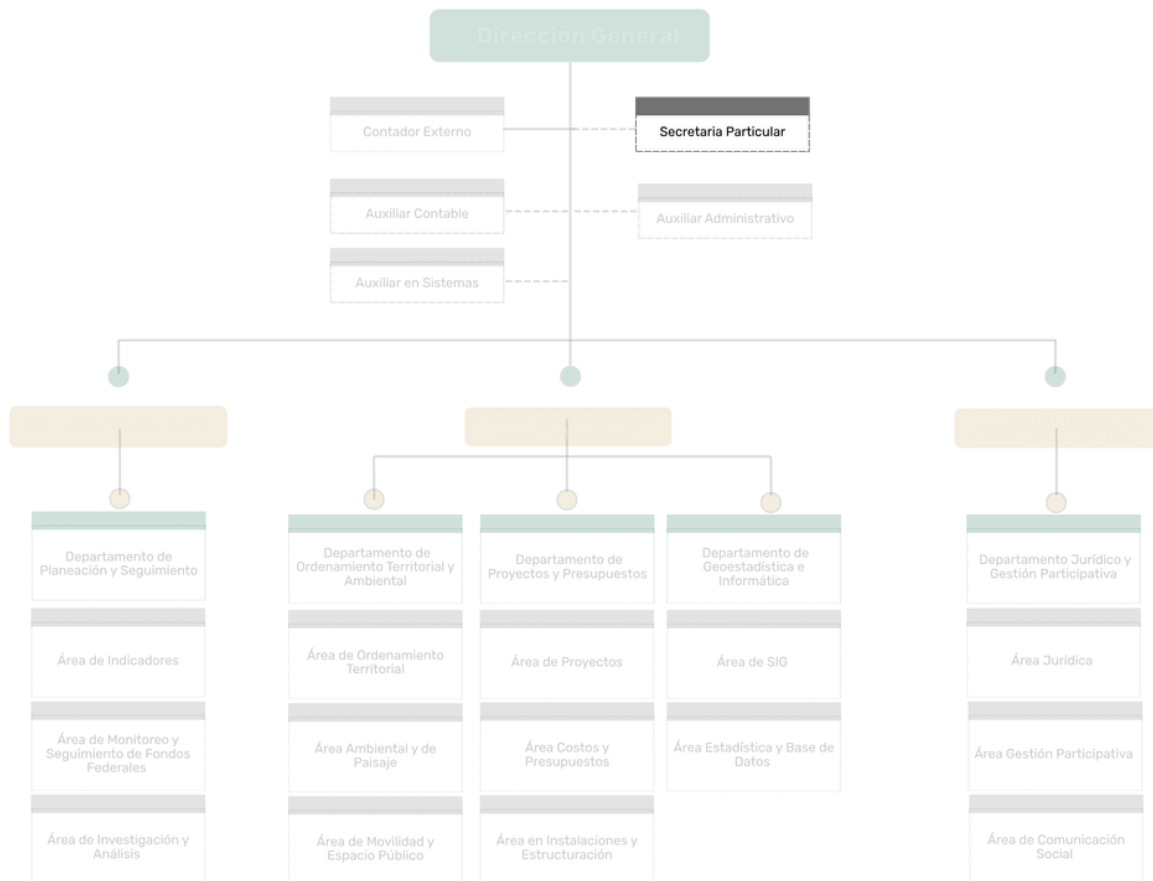 Dirección General
Contador Externo
Secretaria Particular
Auxiliar Contable
Auxiliar Administrativo
Auxiliar en Sistemas
Departamento de
Planeación y Seguimiento
Departamento de
Ordenamiento Territorial y
Ambiental
Departamento de
Proyectos y Presupuestos
Departamento de
Geoestadística e
Informática
Departamento Jurídico y
Gestión Participativa
Área de Indicadores
Área de Ordenamiento
Territorial
Área de Proyectos
Área de SIG
Área Jurídica
Área de Monitoreo y
Seguimiento de Fondos
Federales
Área Ambiental y de
Paisaje
Área Costos y
Presupuestos
Área Estadística y Base de
Datos
Área Gestión Participativa
Área de Investigación y
Análisis
Área de Movilidad y
Espacio Público
Área en Instalaciones y
Estructuración
Área de Comunicación
Social